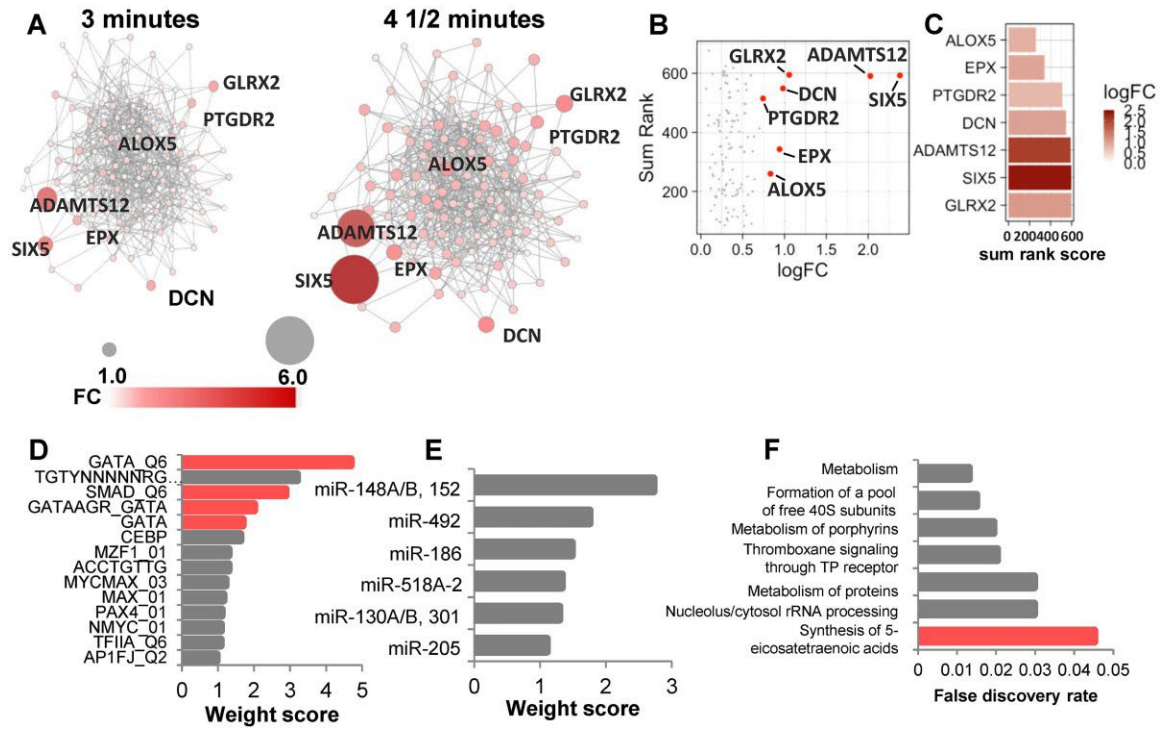 A
3 minutes
GLRX2
PTGDR2
ALOX5
ADAMTS12
EPX
SIX5
DCN
4 1/2 minutes
GLRX2
PTGDR2
ALOX5
ADAMTS12
EPX
SIX5
DCN
1.0
6.0
FC
B
Sum Rank
600
400
200
GLRX2
ADAMTS12
DCN
SIX5
PTGDR2
EPX
ALOX5
0.0 0.5 1.0 1.5 2.0
logFC
C
ALOX5
EPX
PTGDR2
DCN
ADAMTS12
SIX5
GLRX2
0 200400 600
sum rank score
logFC
2.5
2.0
1.5
1.0
0.5
0.0
D
GATA_Q6
TGTYNNNNNRG...
SMAD_Q6
GATAAGR_GATA
GATA
CEBP
MZF1_01
ACCTGTTG
MYCMAX_03
MAX_01
PAX4_01
NMYC_01
TFIIA_Q6
AP1FJ_Q2
0 1 2 3 4 5
Weight score
E
miR-148A/B, 152
miR-492
miR-186
miR-518A-2
miR-130A/B, 301
miR-205
0 1 2 3
Weight score
F
Metabolism
Formation of a pool
of free 40S subunits
Metabolism of porphyrins
Thromboxane signaling
through TP receptor
Metabolism of proteins
Nucleolus/cytosol rRNA processing
Synthesis of 5-
eicosatetraenoic acids
0 0.01 0.02 0.03 0.04 0.05
False discovery rate